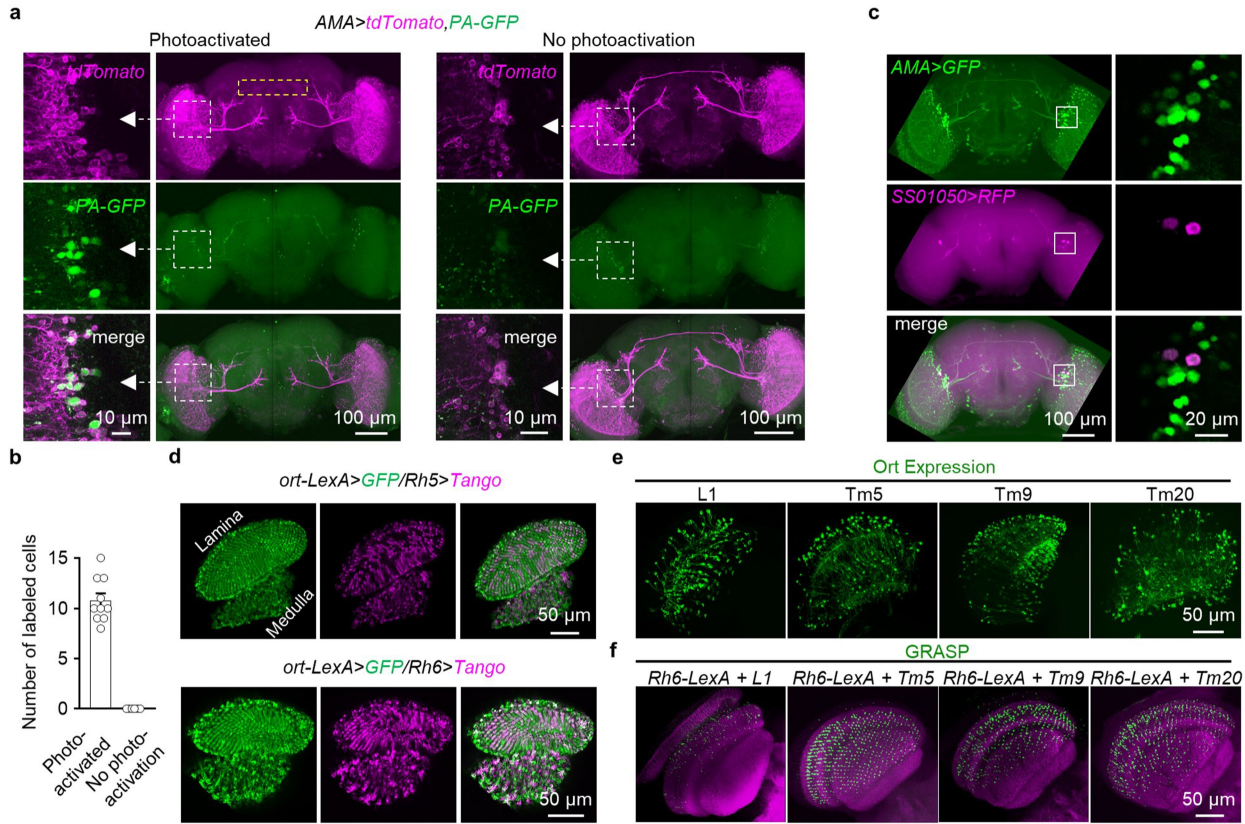 a
AMA>tdTomato,PA-GFP
Photoactivated
No photoactivation
tdTomato
tdTomato
PA-GFP
PA-GFP
merge
merge
10 µm
100 µm
10 µm
100 µm
c
AMA>GFP
SS01050>RFP
merge
100 µm
20 µm
b
Number of labeled cells
15
10
5
0
Photo-
activated
No photo-
activation
d
ort-LexA>GFP/Rh5>Tango
Lamina
Medulla
50 µm
ort-LexA>GFP/Rh6>Tango
50 µm
e
Ort Expression
L1
Tm5
Tm9
Tm20
50 µm
f
GRASP
Rh6-LexA + L1
Rh6-LexA + Tm5
Rh6-LexA + Tm9
Rh6-LexA + Tm20
50 µm